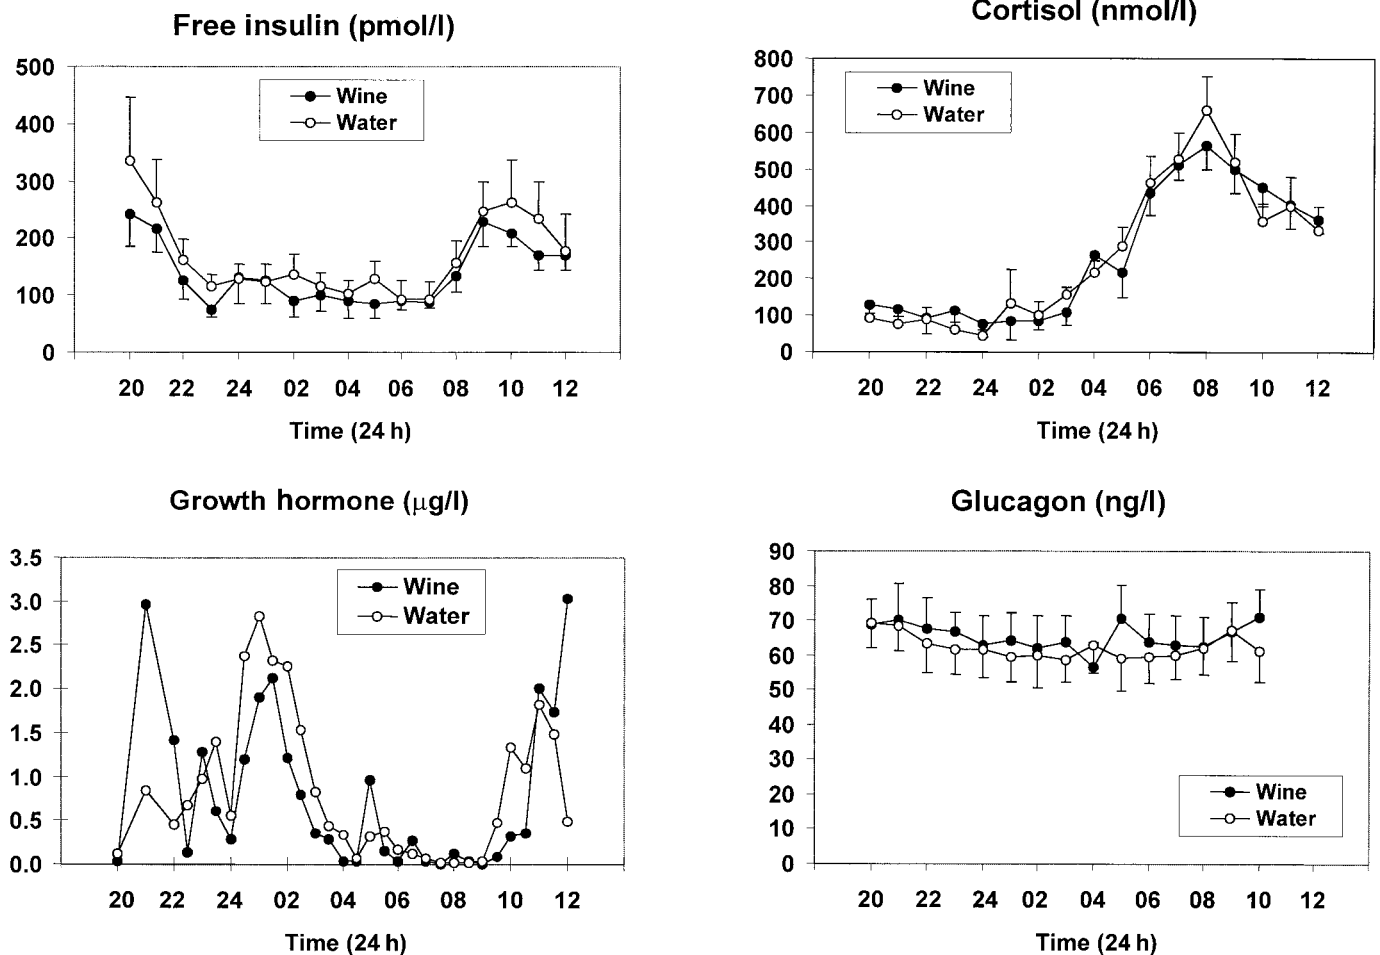 Free insulin (pmol/l)
500
400
300
200
100
0
Wine
Water
20 22 24 02 04 06 08 10 12
Time (24 h)
Cortisol (nmol/l)
800
700
600
500
400
300
200
100
0
Wine
Water
20 22 24 02 04 06 08 10 12
Time (24 h)
Growth hormone (μg/l)
3.5
3.0
2.5
2.0
1.5
1.0
0.5
0.0
Wine
Water
20 22 24 02 04 06 08 10 12
Time (24 h)
Glucagon (ng/l)
90
80
70
60
50
40
30
20
10
0
Wine
Water
20 22 24 02 04 06 08 10 12
Time (24 h)